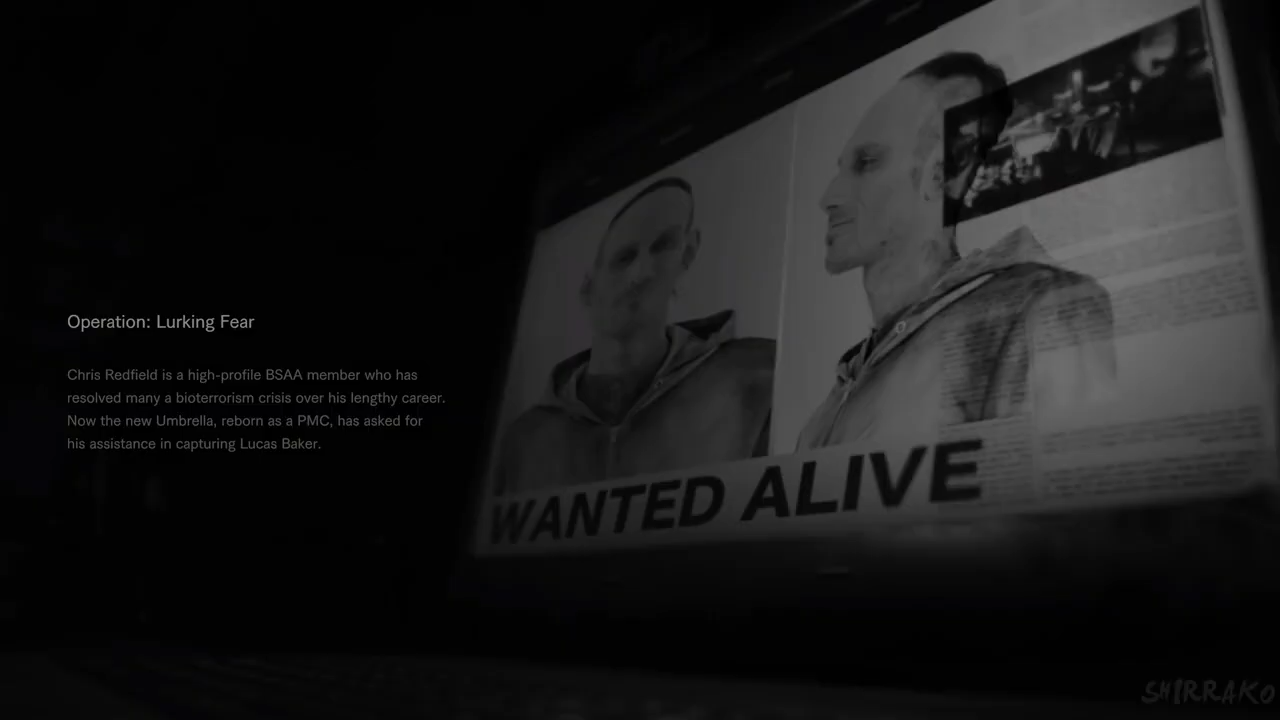 Operation: Lurking Fear
Chris Redfield is a high-profile BSAA member who has
resolved many a bioterrorism crisis over his lengthy career.
Now the new Umbrella, reborn as a PMC, has asked for
his assistance in capturing Lucas Baker.
WANTED ALIVE
SHIRRAKO